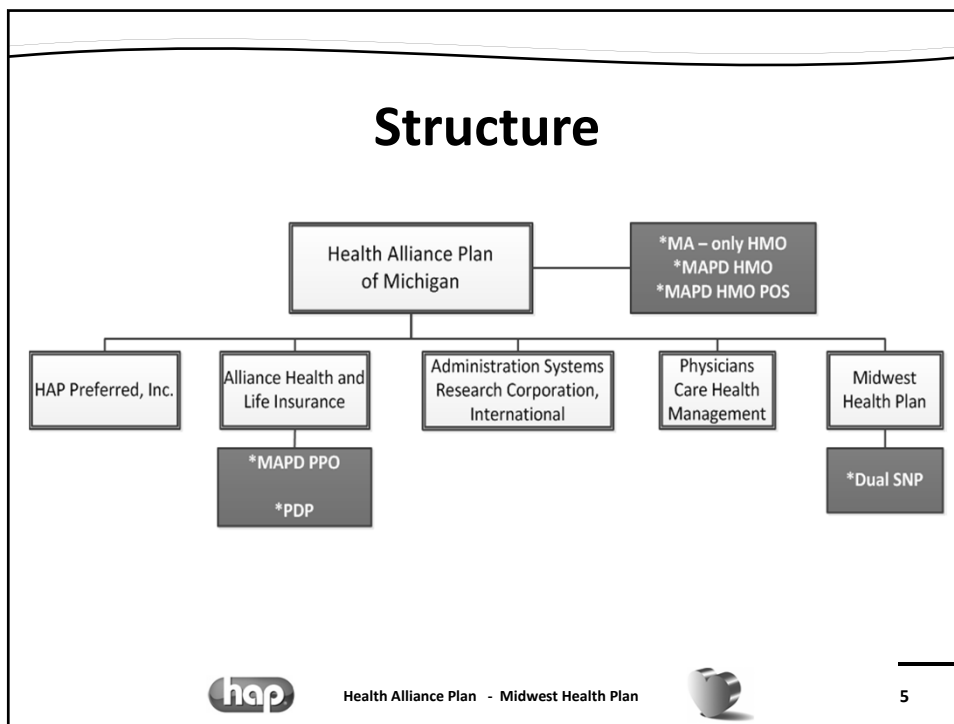 Structure
Health Alliance Plan
of Michigan
*MA – only HMO
*MAPD HMO
*MAPD HMO POS
HAP Preferred, Inc.
Alliance Health and
Life Insurance
Administration Systems
Research Corporation,
International
Physicians
Care Health
Management
Midwest
Health Plan
*MAPD PPO
*PDP
*Dual SNP
hap.
Health Alliance Plan - Midwest Health Plan
5